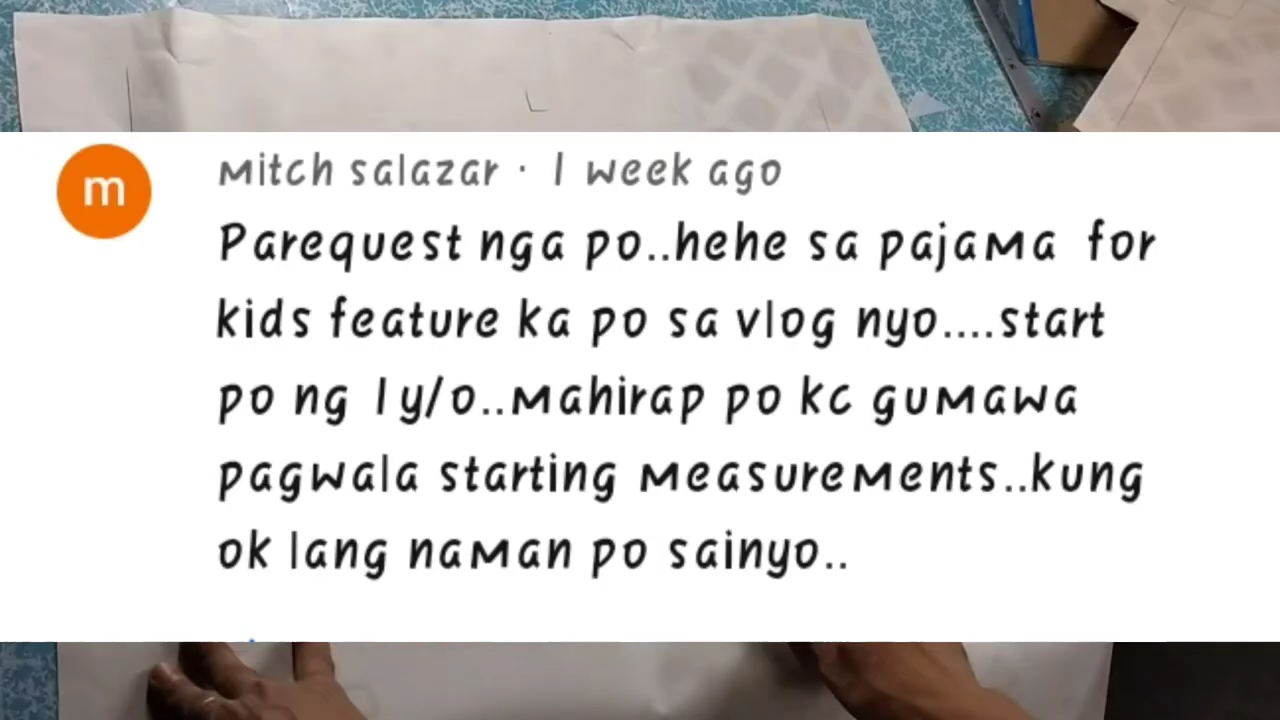 m
mitch salazar · 1 week ago
Parequest nga po..hehe sa pajama for
kids feature ka po sa vlog nyo....start
po ng 1 y/o..mahirap po kc gumawa
pagwala starting measurements..kung
ok lang naman po sainyo..